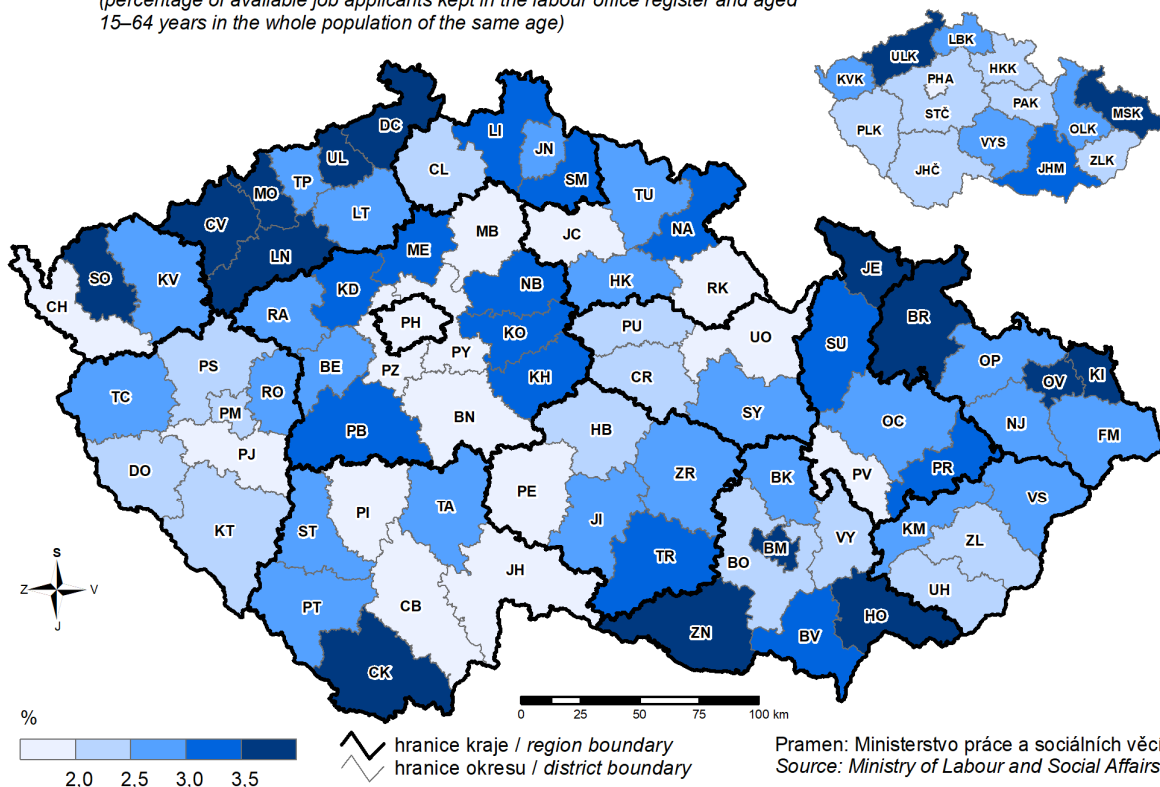 (percentage of available job applicants kept in the labour office register and aged
15–64 years in the whole population of the same age)
LBK
ULK
HKK
KVK
PHA
PAK
STČ
MSK
PLK
OLK
VYS
ZLK
JHČ
JHM
DC
LI
UL
JN
CL
MO
TP
SM
TU
LT
CV
MB
JC
NA
ME
LN
JE
SO
KV
HK
NB
KD
RK
CH
RA
BR
PH
PU
KO
UO
SU
PY
OP
PS
BE
PZ
OV
KI
TC
RO
KH
CR
PM
SY
BN
OC
NJ
PB
HB
FM
PJ
DO
ZR
PV
PR
BK
PE
VS
TA
PI
JI
ST
KT
KM
VY
ZL
BM
TR
BO
JH
UH
S
Z
V
J
PT
CB
HO
ZN
BV
CK
0 25 50 75 100 km
%
2.0 2.5 3.0 3.5
hranice kraje / region boundary
hranice okresu / district boundary
Pramen: Ministerstvo práce a sociálních věcí
Source: Ministry of Labour and Social Affairs